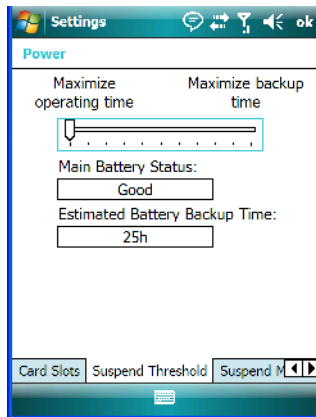 Settings ok
Power
Maximize operating time
Maximize backup time
Main Battery Status:
Good
Estimated Battery Backup Time:
25h
Card Slots Suspend Threshold Suspend M